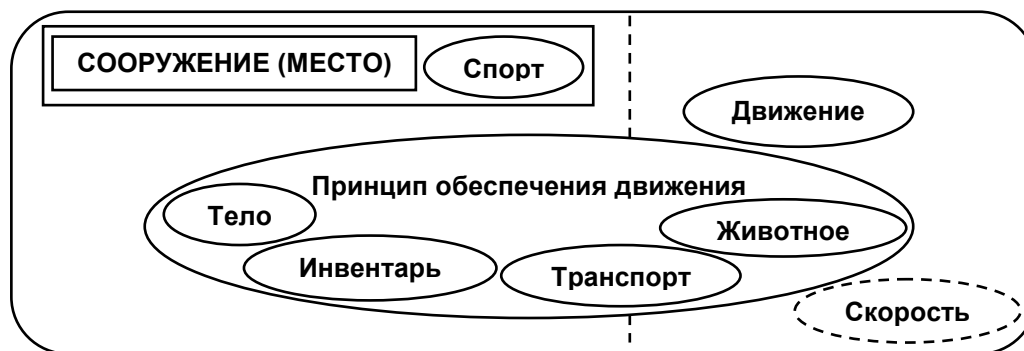 СООРУЖЕНИЕ (МЕСТО)
Спорт
Движение
Принцип обеспечения движения
Тело
Животное
Инвентарь
Транспорт
Скорость